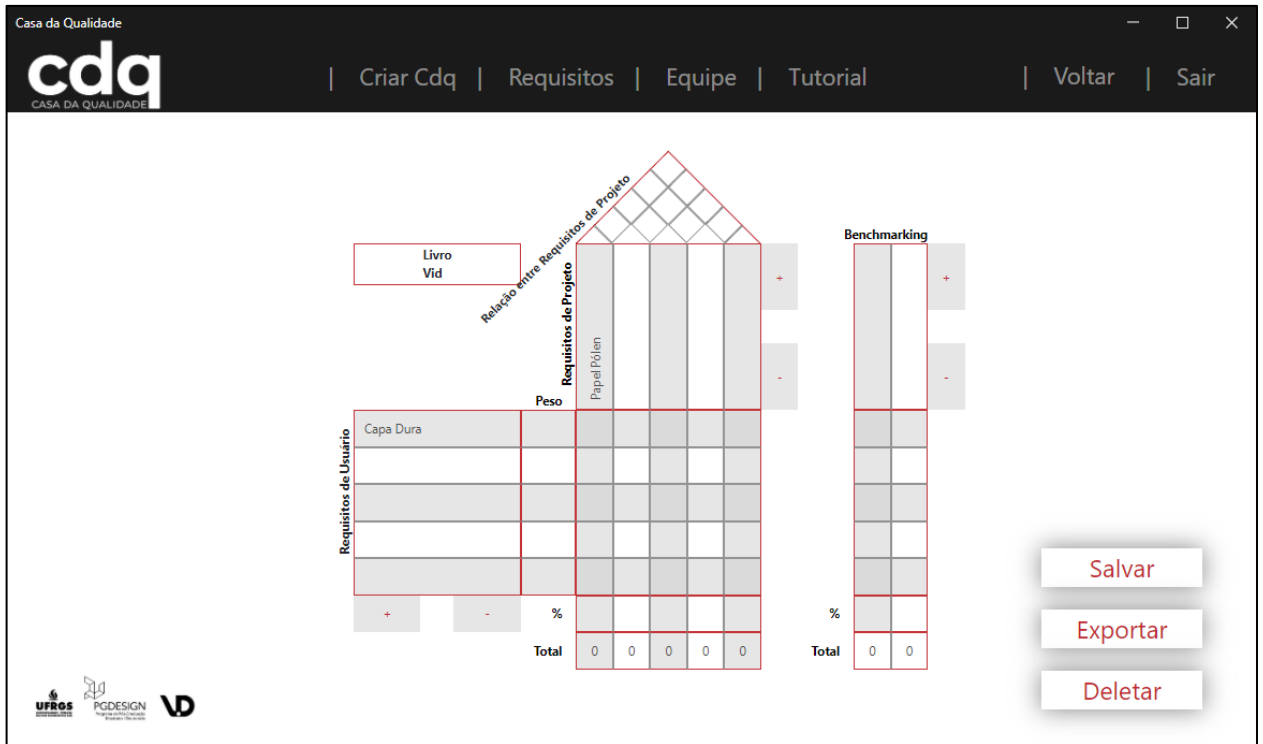 Casa da Qualidade
cdq
CASA DA QUALIDADE
| Criar Cdq | Requisitos | Equipe | Tutorial | Voltar | Sair
Relação entre Requisitos de Projeto
Livro
Vid
Requisitos de Projeto
Benchmarking
+
+
Papel Pólen
-
-
Peso
Requisitos de Usuário
Capa Dura
+ - %
%
Total 0 0 0 0 0
Total 0 0
Salvar
Exportar
Deletar
UFRGS
PGDESIGN
VD